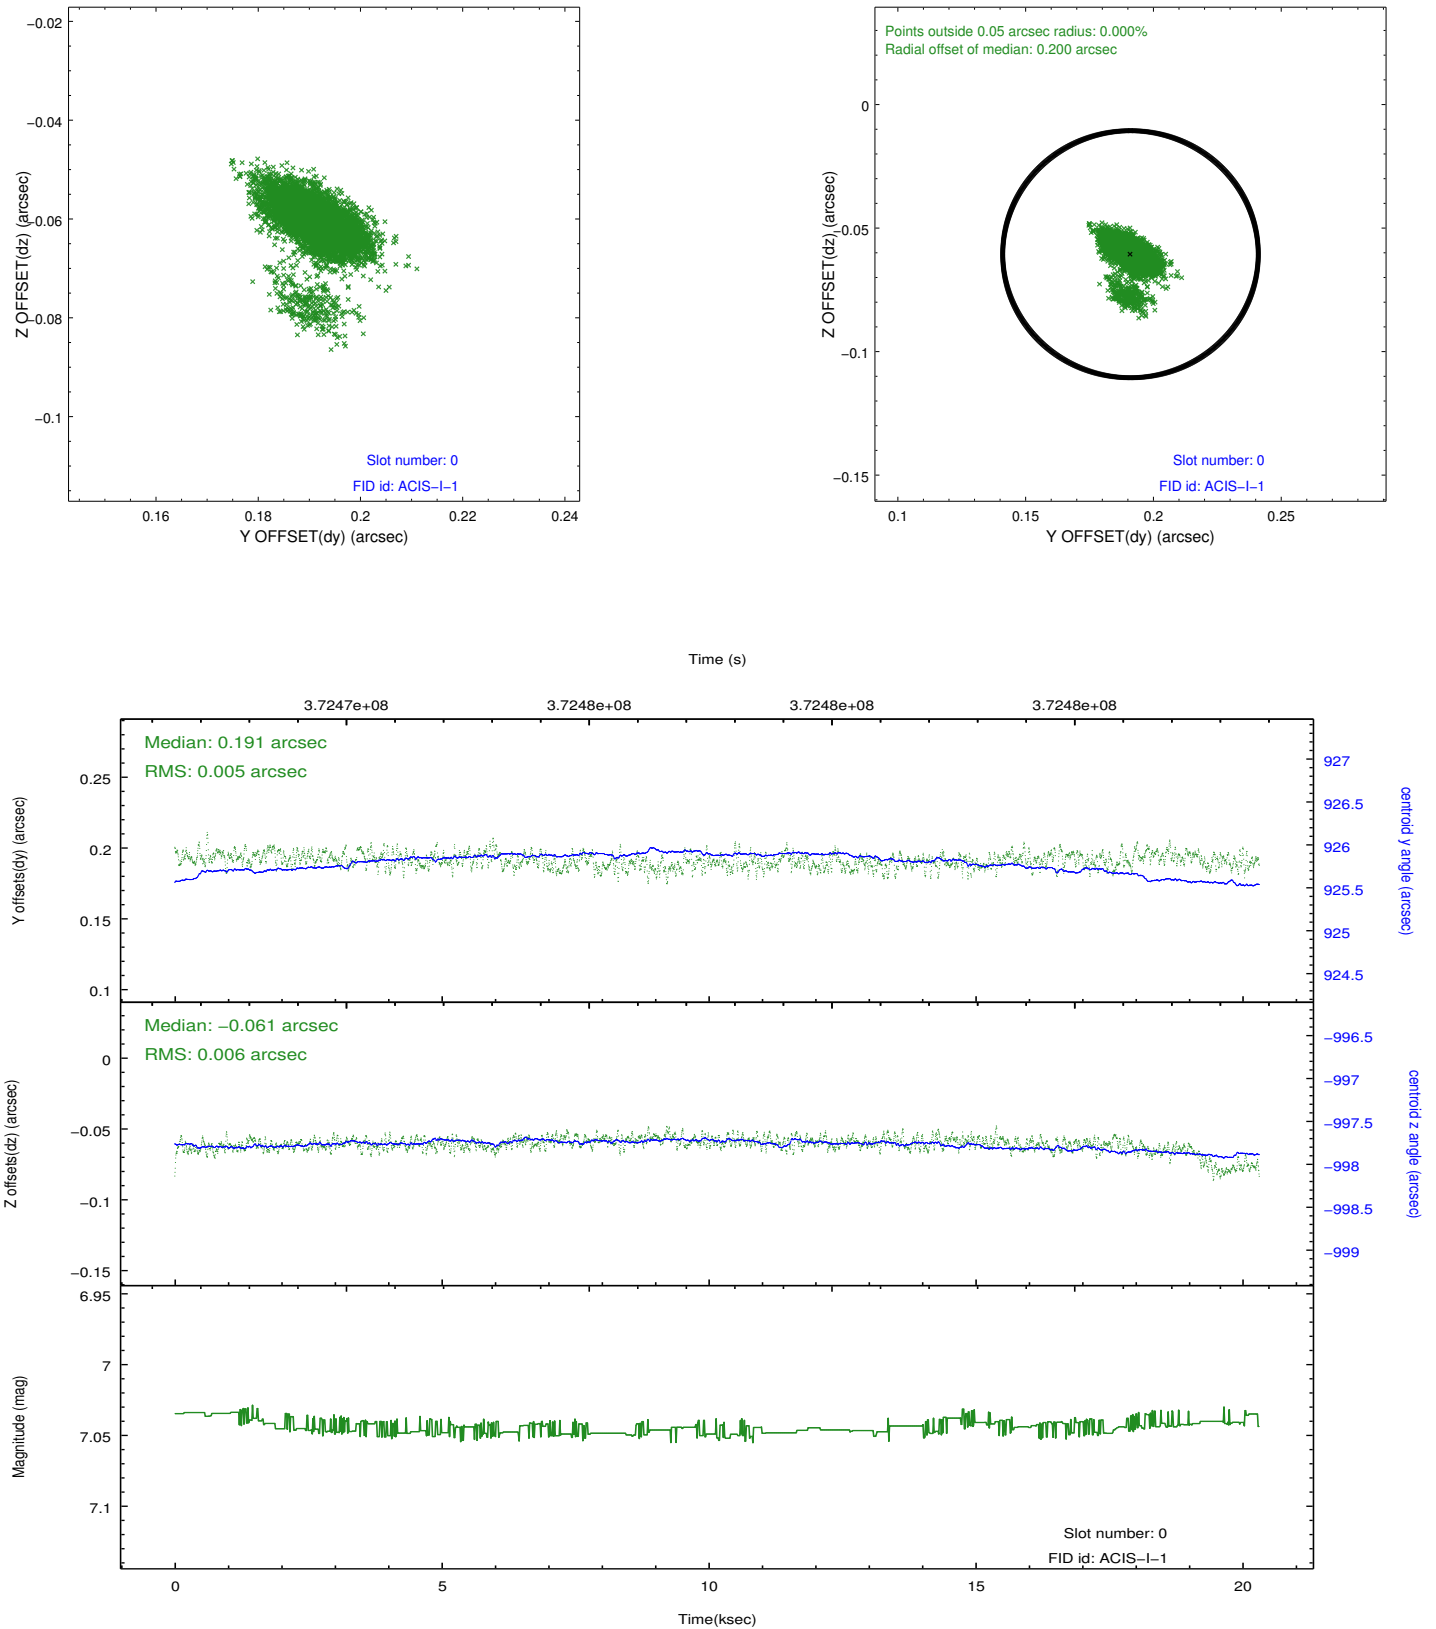 −0.02
−0.04
−0.06
−0.08
−0.1
Z OFFSET(dz) (arcsec)
0.16 0.18 0.2 0.22 0.24
Y OFFSET(dy) (arcsec)
Slot number: 0
FID id: ACIS−I−1
Points outside 0.05 arcsec radius: 0.000%
Radial offset of median: 0.200 arcsec
0
−0.05
−0.1
−0.15
Z OFFSET(dz) (arcsec)
0.1 0.15 0.2 0.25
Y OFFSET(dy) (arcsec)
Slot number: 0
FID id: ACIS−I−1
Time (s)
3.7247e+08 3.7248e+08 3.7248e+08 3.7248e+08
Median: 0.191 arcsec
RMS: 0.005 arcsec
0.25
0.2
0.15
0.1
Y offsets(dy) (arcsec)
927
926.5
926
925.5
925
924.5
centroid y angle (arcsec)
Median: −0.061 arcsec
RMS: 0.006 arcsec
0
−0.05
−0.1
−0.15
Z offsets(dz) (arcsec)
−996.5
−997
−997.5
−998
−998.5
−999
centroid z angle (arcsec)
6.95
7
7.05
7.1
Magnitude (mag)
Slot number: 0
FID id: ACIS−I−1
0 5 10 15 20
Time(ksec)